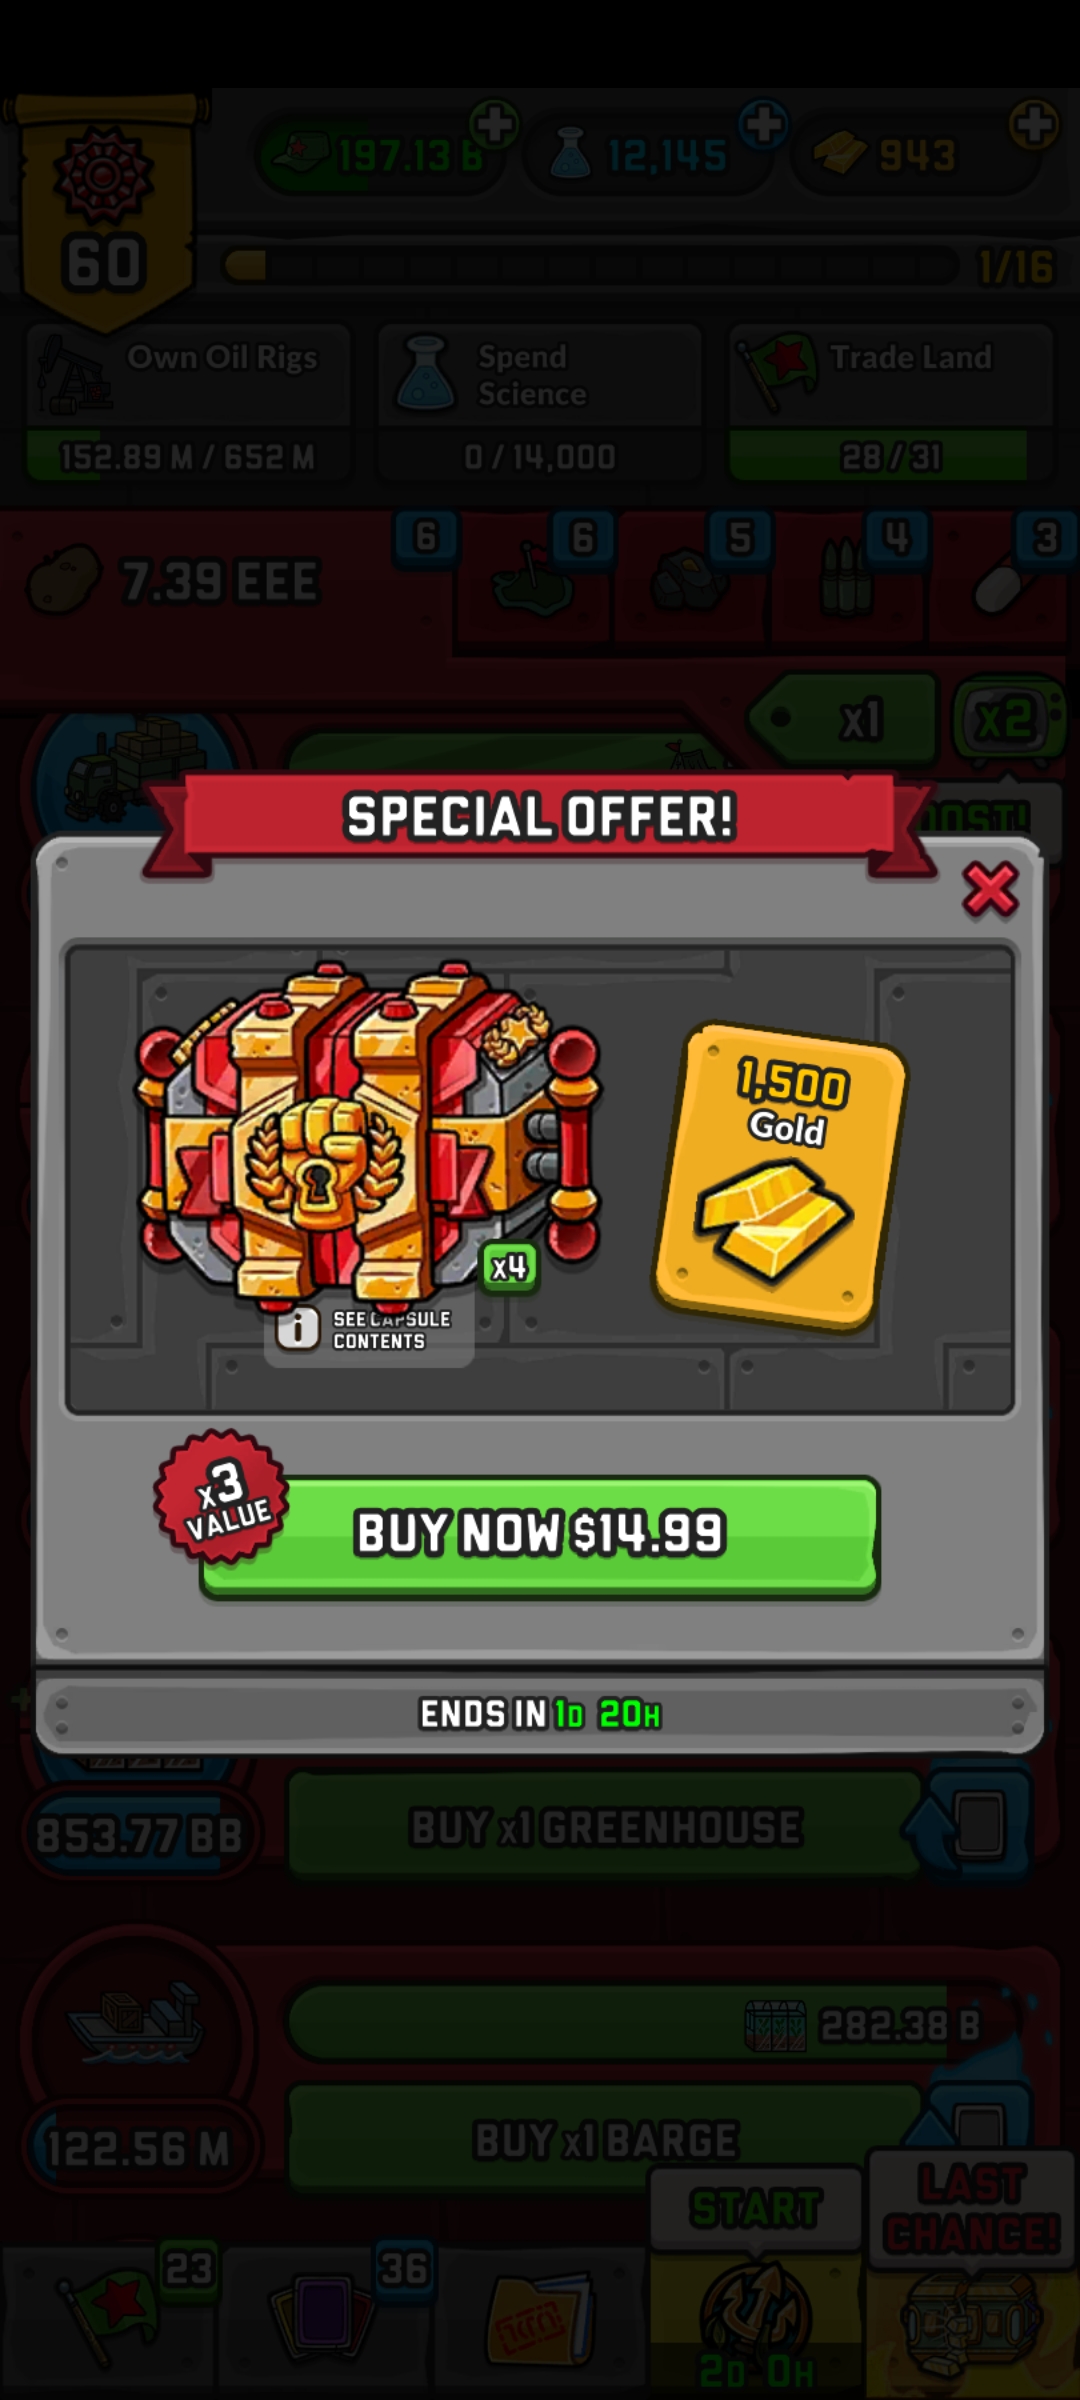 197.13 B
12,145
943
60
1/16
Own Oil Rigs
Spend
Science
Trade Land
152.89 M / 652 M
0 / 14,000
28 / 31
7.39 EEE
6
6
5
4
3
x1
x2
SPECIAL OFFER!
1,500
Gold
x4
SEE CAPSULE
CONTENTS
x3
VALUE
BUY NOW $14.99
ENDS IN 1D 20H
853.77 BB
BUY x1 GREENHOUSE
282.38 B
122.56 M
BUY x1 BARGE
START
LAST
CHANCE!
23
36
2D 0H